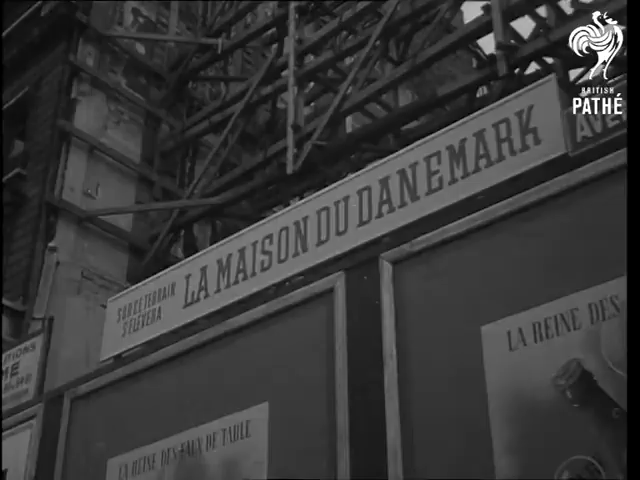 BRITISH
PATHÉ
AVE
SUR CE TERRAIN
S'ELEVERA
LA MAISON DU DANEMARK
LA REINE DES
LA REINE DES EAUX DE TABLE